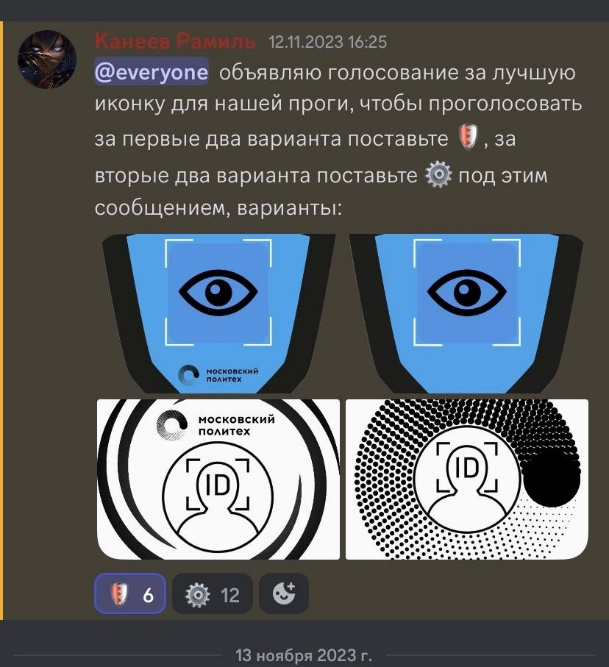 Канеев Рамиль 12.11.2023 16:25
@everyone объявляю голосование за лучшую
иконку для нашей проги, чтобы проголосовать
за первые два варианта поставьте , за
вторые два варианта поставьте под этим
сообщением, варианты:
московский
политех
московский
политех
ID
ID
6 12
13 ноября 2023 г.